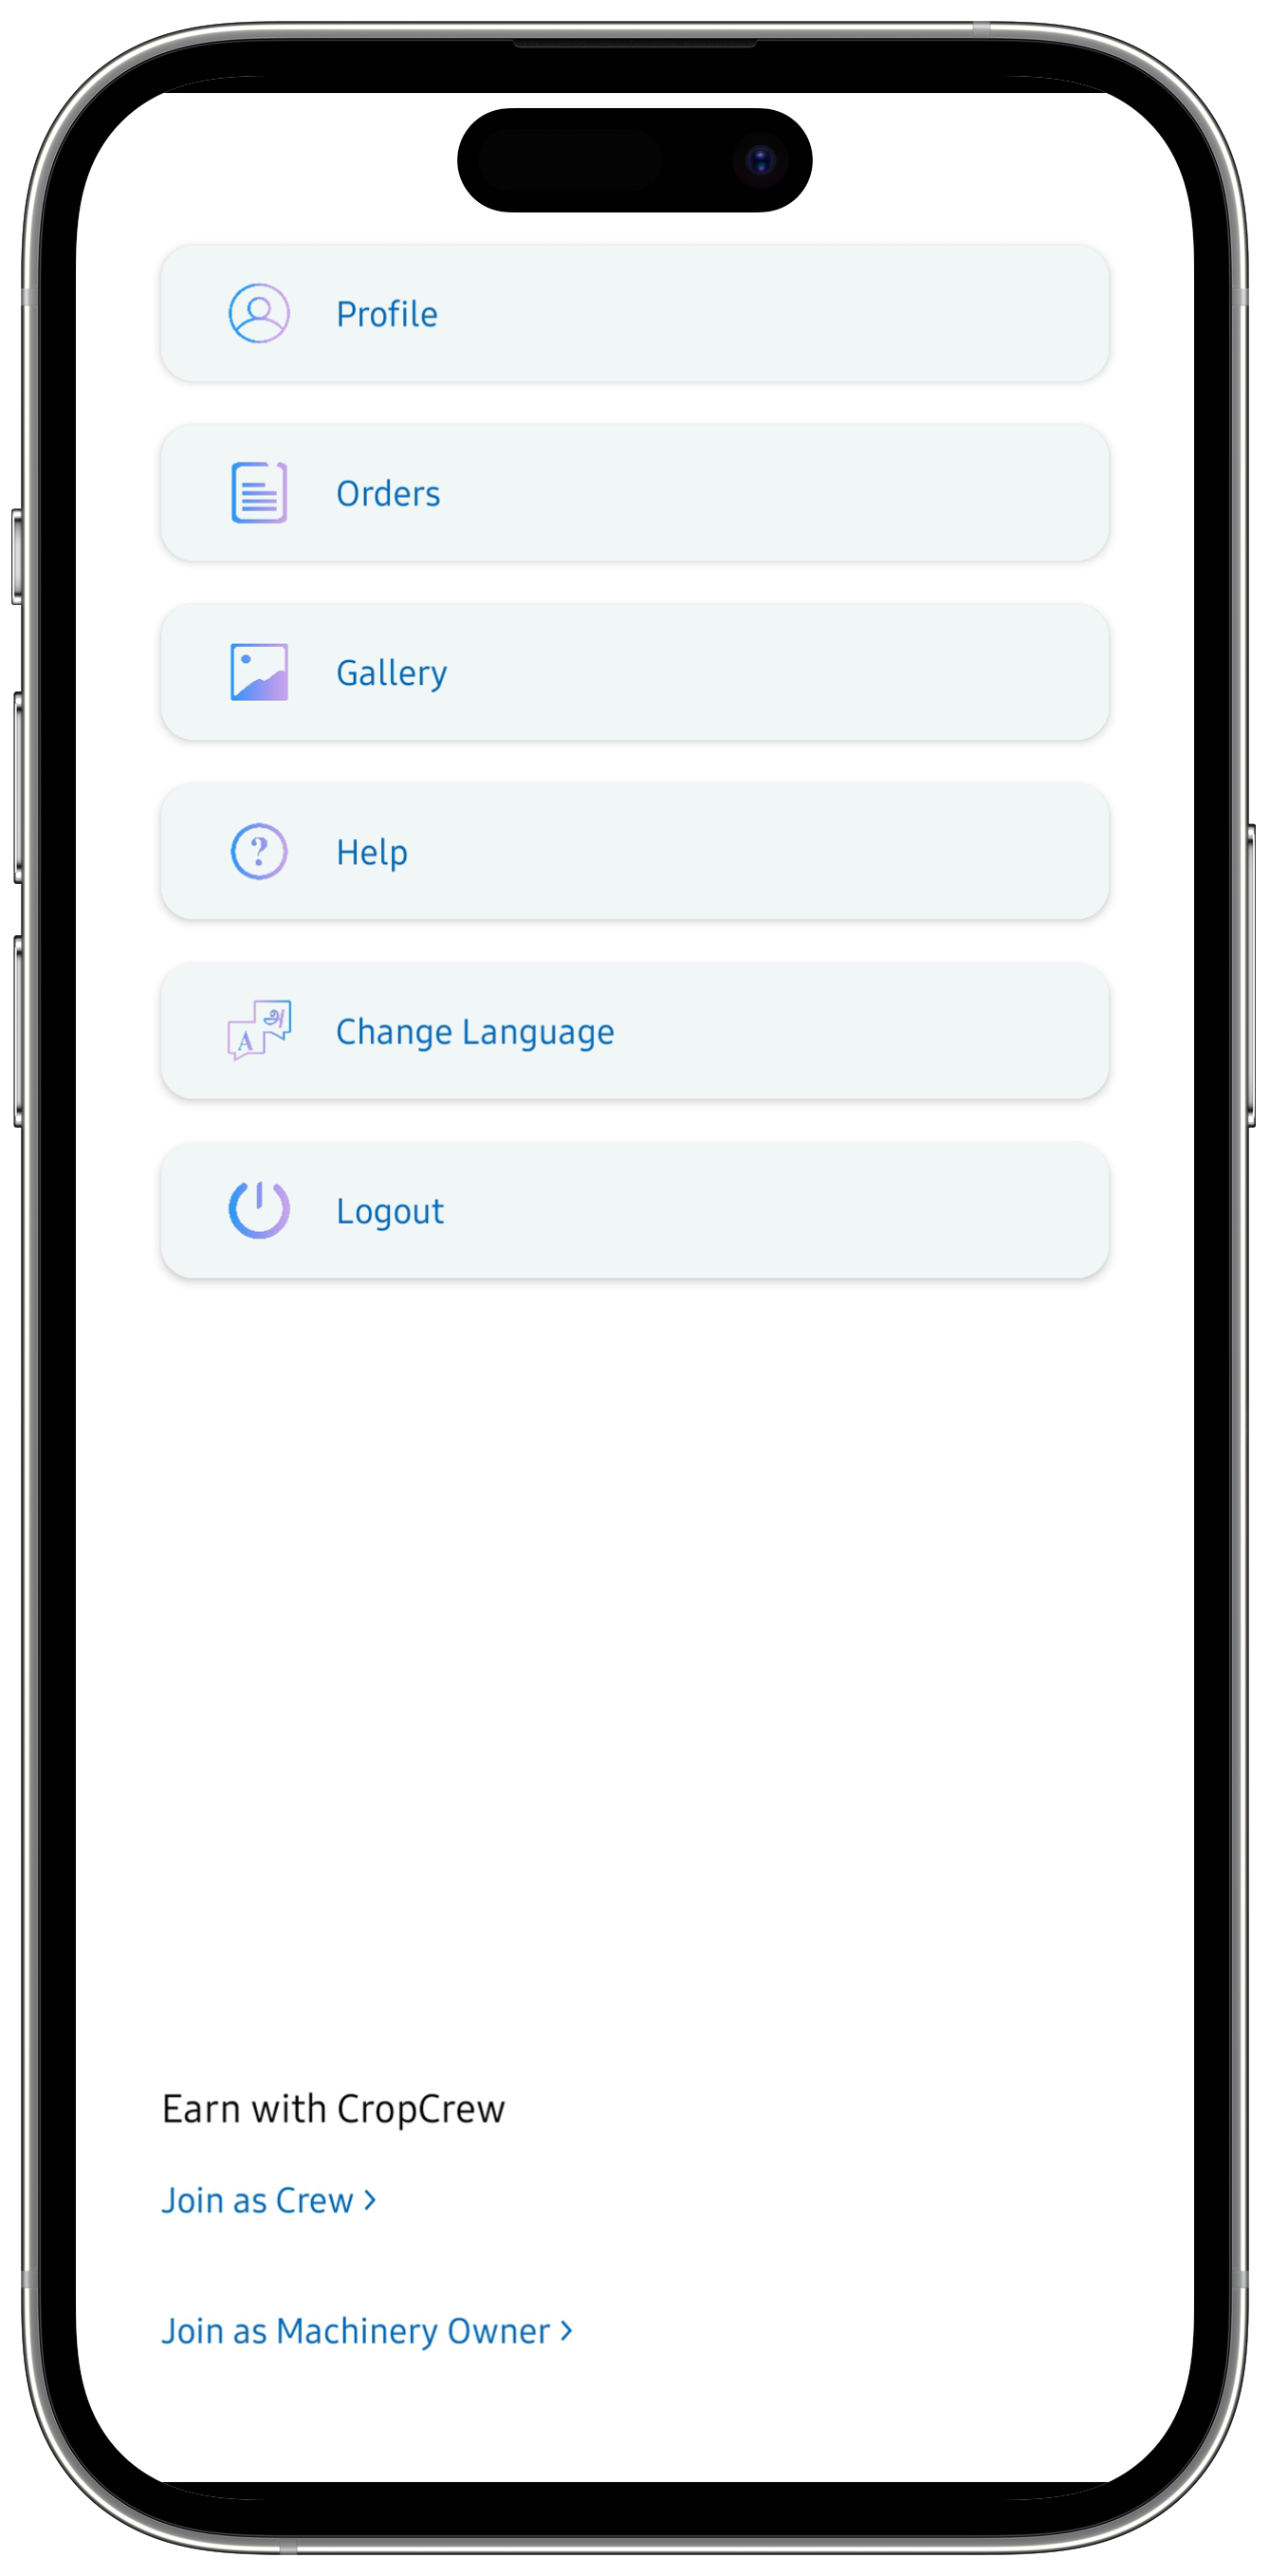 Profile
Orders
Gallery
Help
Change Language
Logout
Earn with CropCrew
Join as Crew >
Join as Machinery Owner >